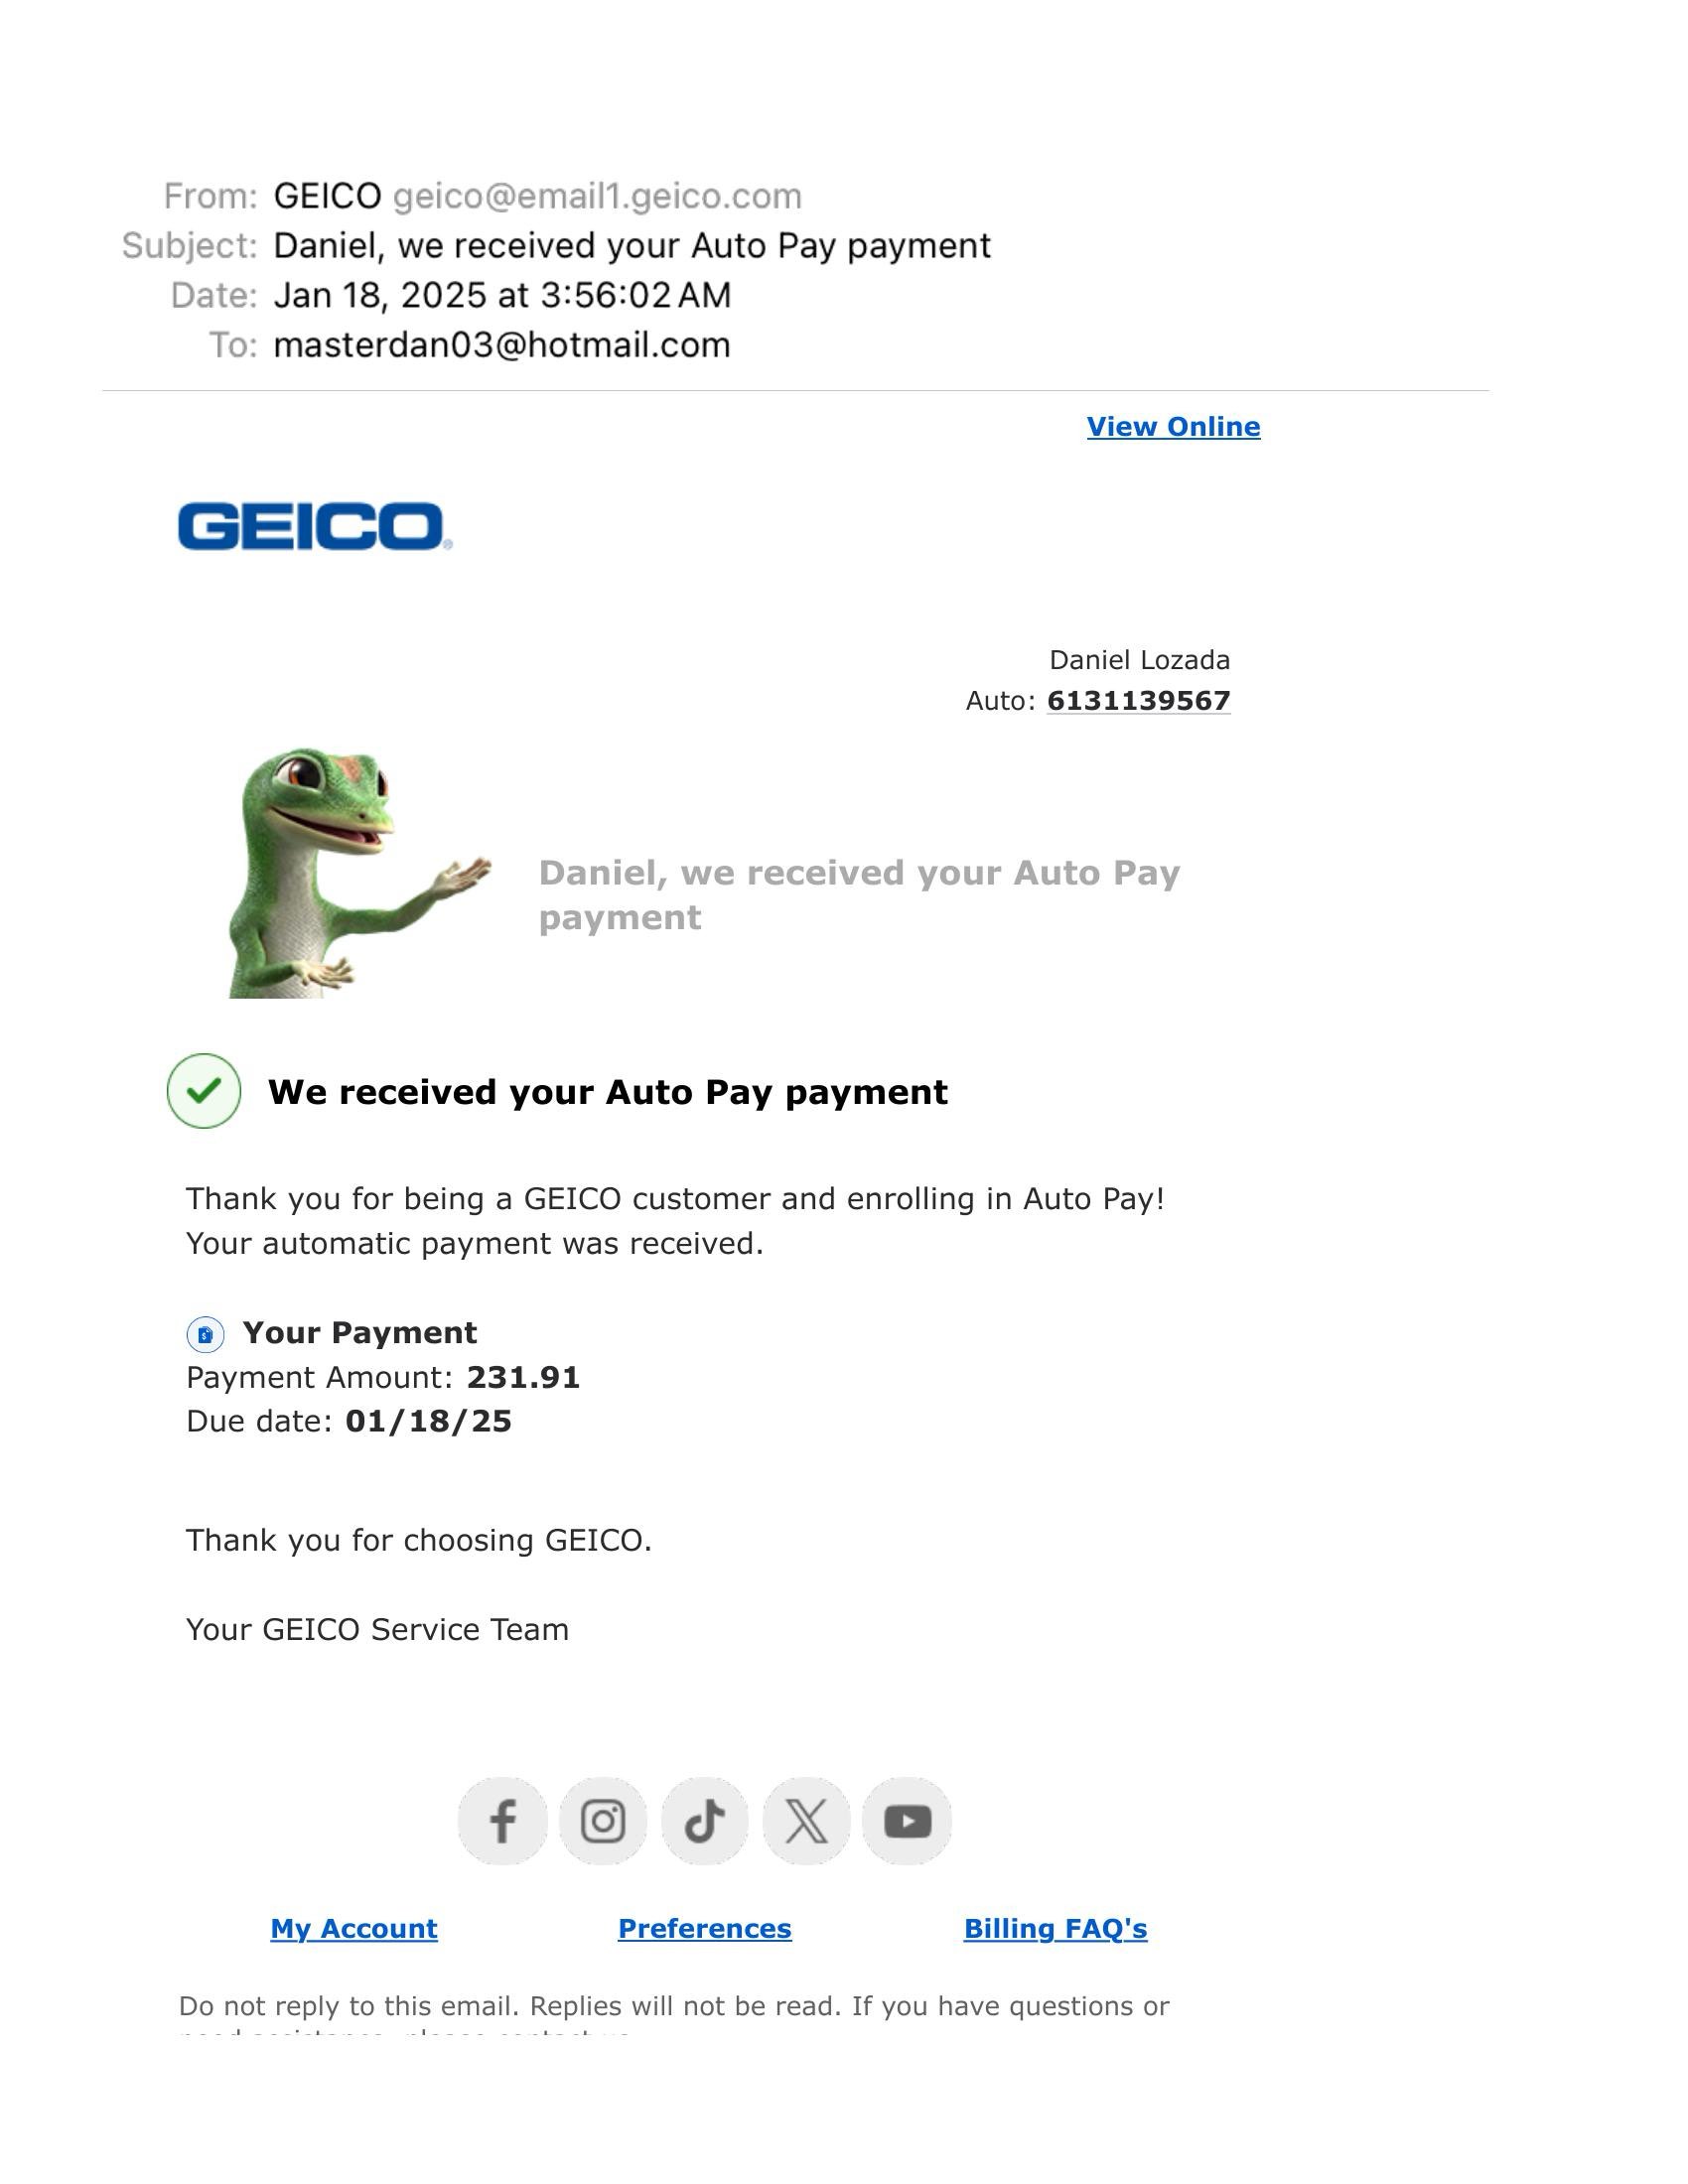 From: GEICO geico@email1.geico.com
Subject: Daniel, we received your Auto Pay payment
Date: Jan 18, 2025 at 3:56:02 AM
To: masterdan03@hotmail.com
View Online
GEICO®
Daniel Lozada
Auto: 6131139567
Daniel, we received your Auto Pay
payment
We received your Auto Pay payment
Thank you for being a GEICO customer and enrolling in Auto Pay!
Your automatic payment was received.
Your Payment
Payment Amount: 231.91
Due date: 01/18/25
Thank you for choosing GEICO.
Your GEICO Service Team
My Account Preferences Billing FAQ's
Do not reply to this email. Replies will not be read. If you have questions or